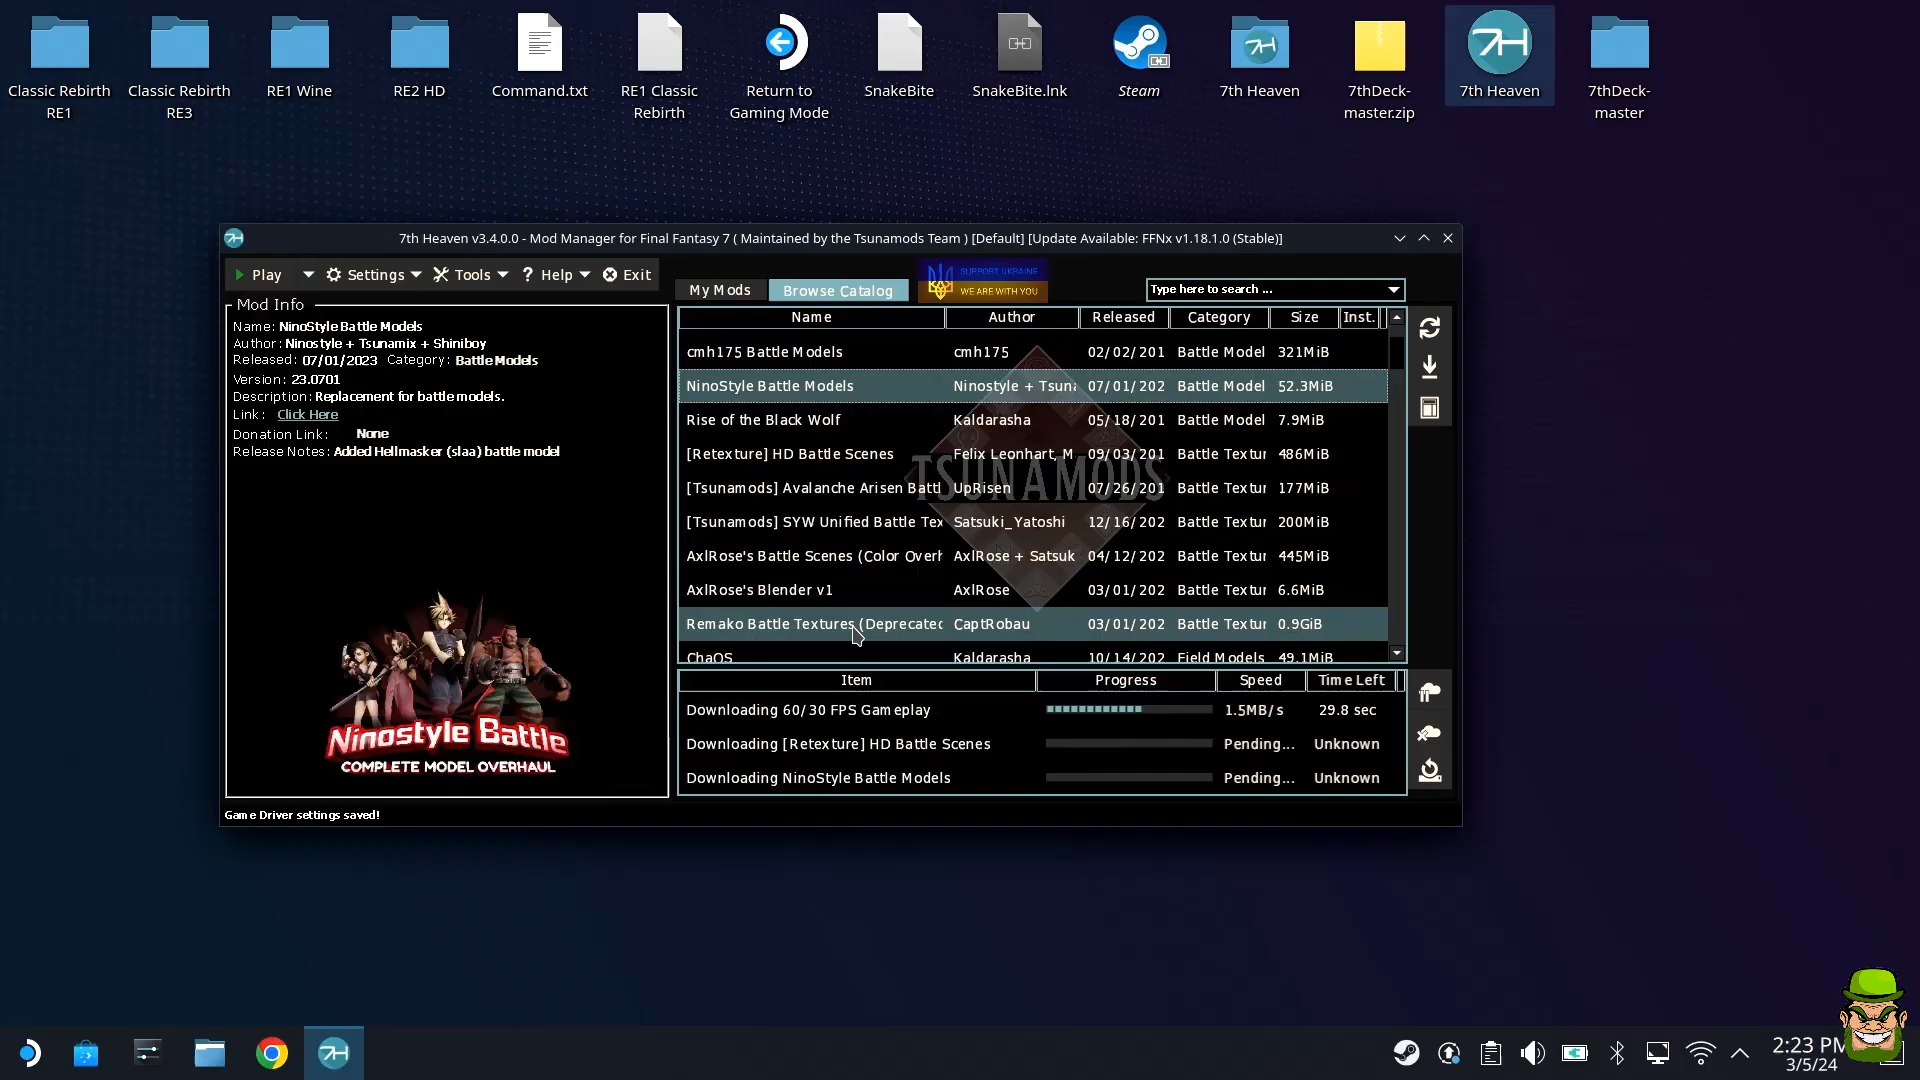 Classic Rebirth
RE1
Classic Rebirth
RE3
RE1 Wine
RE2 HD
Command.txt
RE1 Classic
Rebirth
Return to
Gaming Mode
SnakeBite
SnakeBite.lnk
Steam
7th Heaven
7thDeck-
master.zip
7H
7th Heaven
7thDeck-
master
7th Heaven v3.4.0.0 - Mod Manager for Final Fantasy 7 ( Maintained by the Tsunamods Team ) [Default] [Update Available: FFNx v1.18.1.0 (Stable)]
Play Settings Tools ? Help Exit
My Mods Browse Catalog
SUPPORT UKRAINE
WE ARE WITH YOU
Type here to search ...
Mod Info
Name: NinoStyle Battle Models
Author: Ninostyle + Tsunamix + Shiniboy
Released: 07/01/2023 Category: Battle Models
Version: 23.0701
Description: Replacement for battle models.
Link: Click Here
Donation Link: None
Release Notes: Added Hellmasker (slaa) battle model
Ninostyle Battle
COMPLETE MODEL OVERHAUL
Name Author Released Category Size Inst.
cmh175 Battle Models cmh175 02/02/201 Battle Model 321MiB
NinoStyle Battle Models Ninostyle + Tsuna 07/01/202 Battle Model 52.3MiB
Rise of the Black Wolf Kaldarasha 05/18/201 Battle Model 7.9MiB
[Retexture] HD Battle Scenes Felix Leonhart, M 09/03/201 Battle Textur 486MiB
[Tsunamods] Avalanche Arisen Battl UpRisen 07/26/201 Battle Textur 177MiB
[Tsunamods] SYW Unified Battle Tex Satsuki_Yatoshi 12/16/202 Battle Textur 200MiB
AxlRose's Battle Scenes (Color Overh AxlRose + Satsuk 04/12/202 Battle Textur 445MiB
AxlRose's Blender v1 AxlRose 03/01/202 Battle Textur 6.6MiB
Remako Battle Textures (Deprecated CaptRobau 03/01/202 Battle Textur 0.9GiB
ChaOS Kaldarasha 10/14/202 Field Models 49.1MiB
TSUNAMODS
Item Progress Speed Time Left
Downloading 60/30 FPS Gameplay 1.5MB/s 29.8 sec
Downloading [Retexture] HD Battle Scenes Pending... Unknown
Downloading NinoStyle Battle Models Pending... Unknown
Game Driver settings saved!
2:23 PM
3/5/24